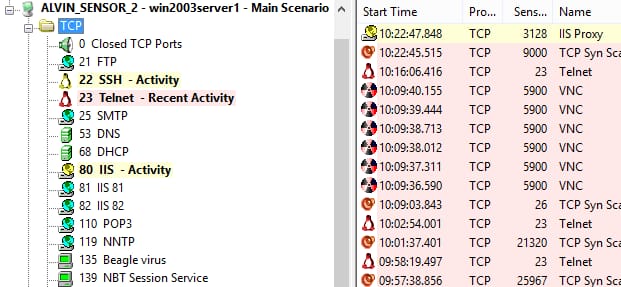 ALVIN_SENSOR_2 - win2003server1 - Main Scenario
TCP
0 Closed TCP Ports
21 FTP
22 SSH - Activity
23 Telnet - Recent Activity
25 SMTP
53 DNS
68 DHCP
80 IIS - Activity
81 IIS 81
82 IIS 82
110 POP3
119 NNTP
135 Beagle virus
139 NBT Session Service
Start Time Pro... Sens... Name
10:22:47.848 TCP 3128 IIS Proxy
10:22:45.515 TCP 9000 TCP Syn Sca
10:16:06.416 TCP 23 Telnet
10:09:40.155 TCP 5900 VNC
10:09:39.444 TCP 5900 VNC
10:09:38.713 TCP 5900 VNC
10:09:38.012 TCP 5900 VNC
10:09:37.311 TCP 5900 VNC
10:09:36.590 TCP 5900 VNC
10:09:03.843 TCP 26 TCP Syn Sca
10:02:54.001 TCP 23 Telnet
10:01:37.401 TCP 21320 TCP Syn Sca
09:58:19.497 TCP 23 Telnet
09:57:38.856 TCP 25967 TCP Syn Sca